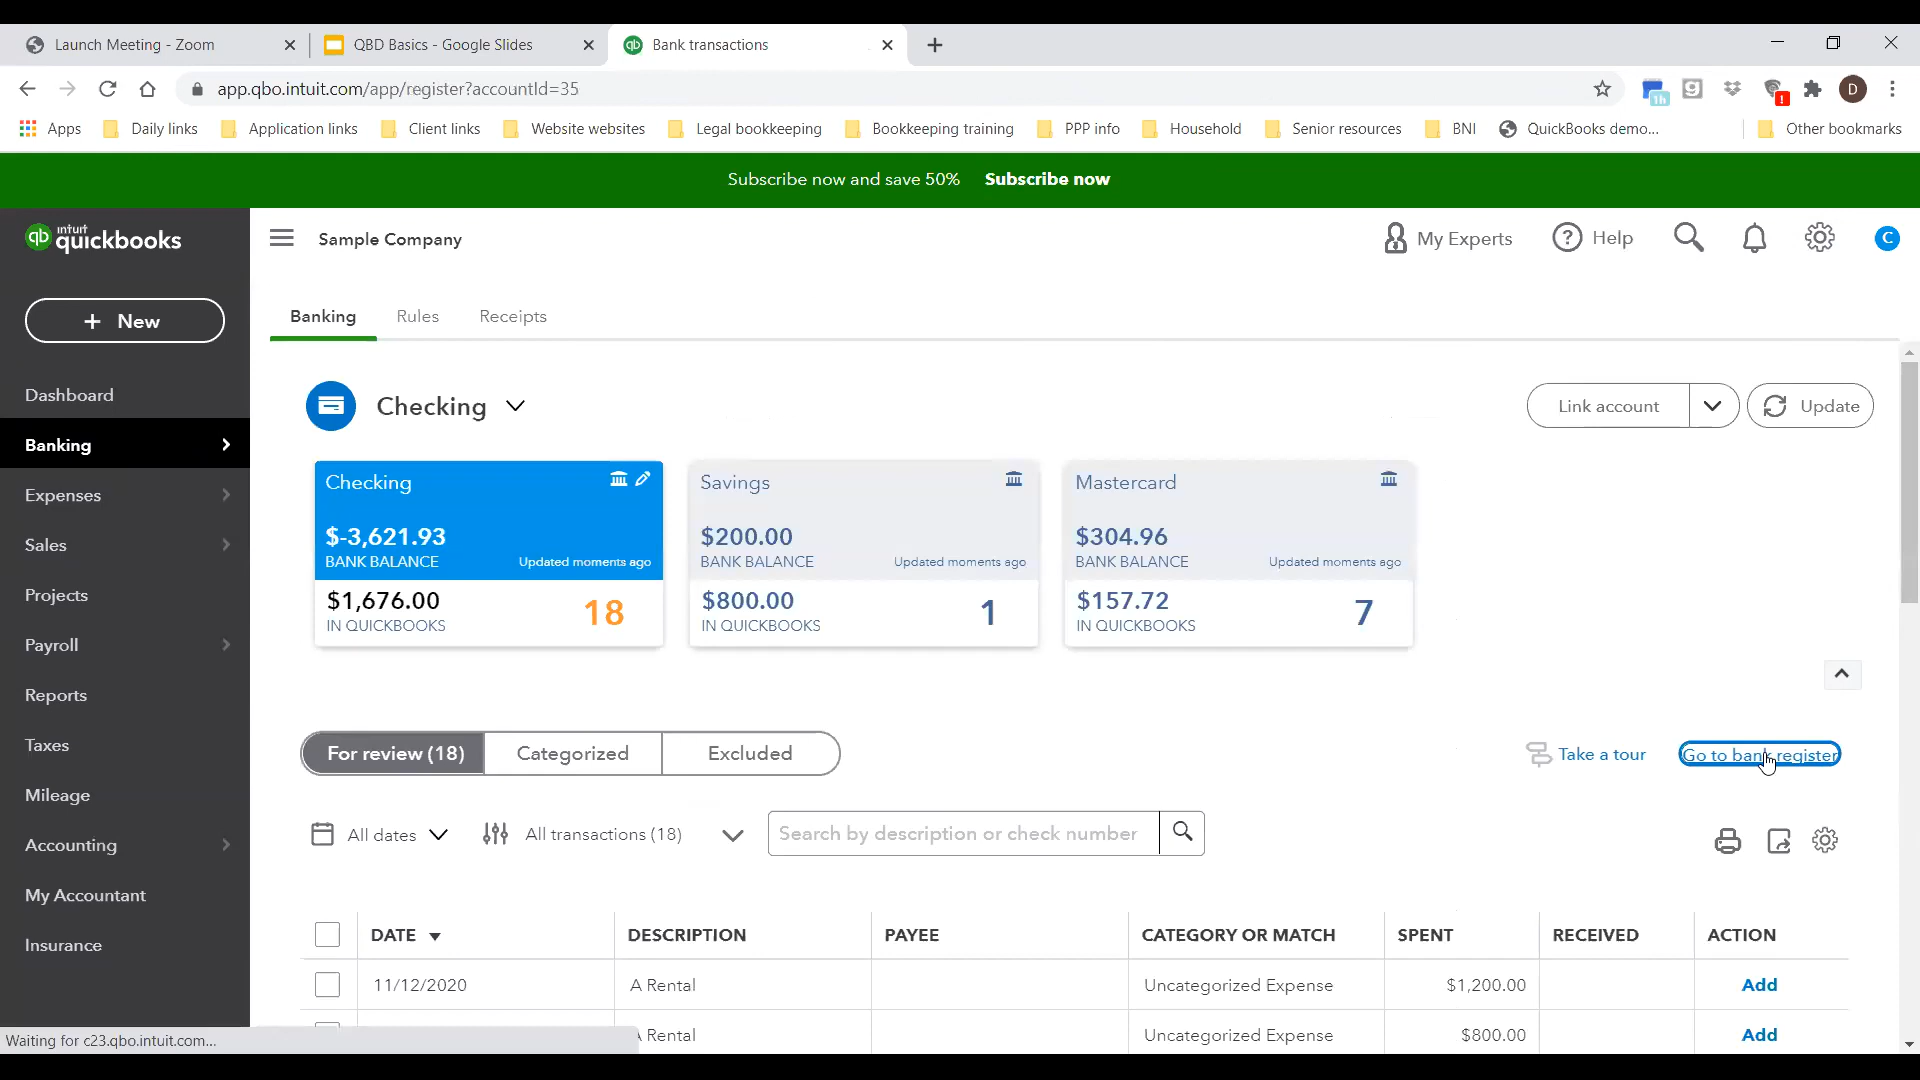 Launch Meeting - Zoom
QBD Basics - Google Slides
qb Bank transactions
app.qbo.intuit.com/app/register?accountId=35
1h
g
!
D
Apps
Daily links
Application links
Client links
Website websites
Legal bookkeeping
Bookkeeping training
PPP info
Household
Senior resources
BNI
QuickBooks demo...
Other bookmarks
Subscribe now and save 50% Subscribe now
qb intuit quickbooks
Sample Company
My Experts
? Help
C
+ New
Dashboard
Banking
Expenses
Sales
Projects
Payroll
Reports
Taxes
Mileage
Accounting
My Accountant
Insurance
Banking Rules Receipts
Checking
Link account
Update
Checking
$-3,621.93
BANK BALANCE Updated moments ago
$1,676.00
IN QUICKBOOKS
18
Savings
$200.00
BANK BALANCE Updated moments ago
$800.00
IN QUICKBOOKS
1
Mastercard
$304.96
BANK BALANCE Updated moments ago
$157.72
IN QUICKBOOKS
7
For review (18) Categorized Excluded
Take a tour
Go to bank register
All dates
All transactions (18)
Search by description or check number
DATE DESCRIPTION PAYEE CATEGORY OR MATCH SPENT RECEIVED ACTION
11/12/2020 A Rental Uncategorized Expense $1,200.00 Add
A Rental Uncategorized Expense $800.00 Add
Waiting for c23.qbo.intuit.com...